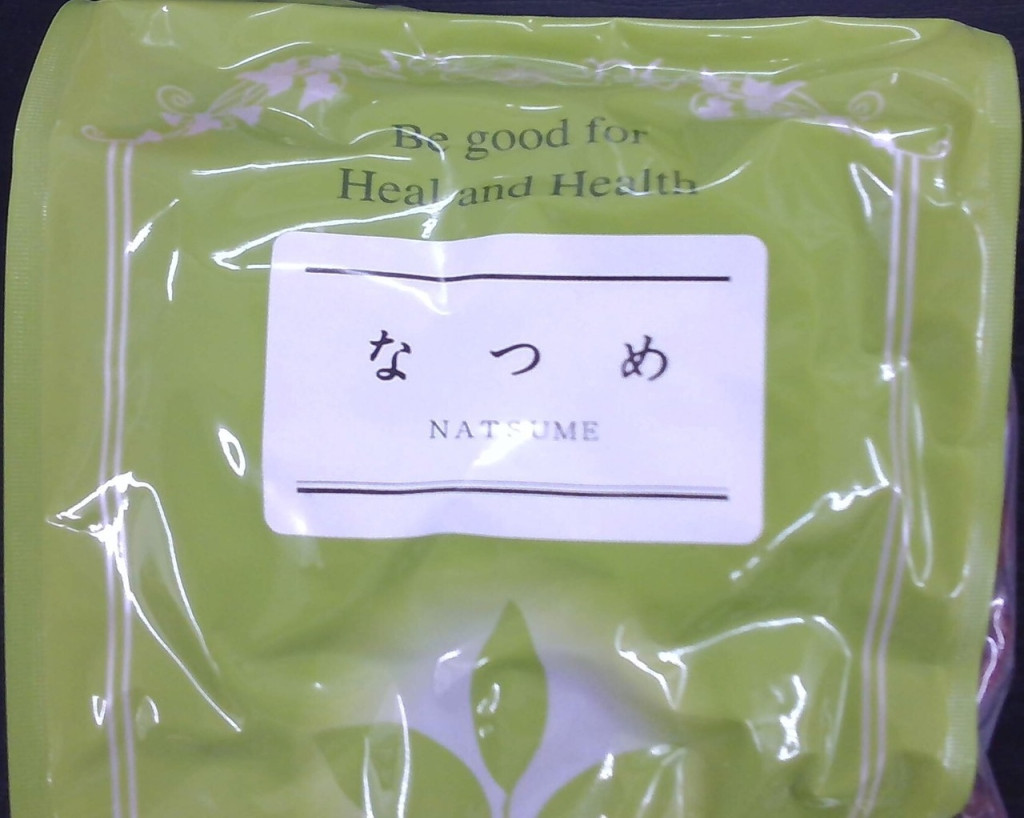 Be good for
Heal and Health
なつめ
NATSUME